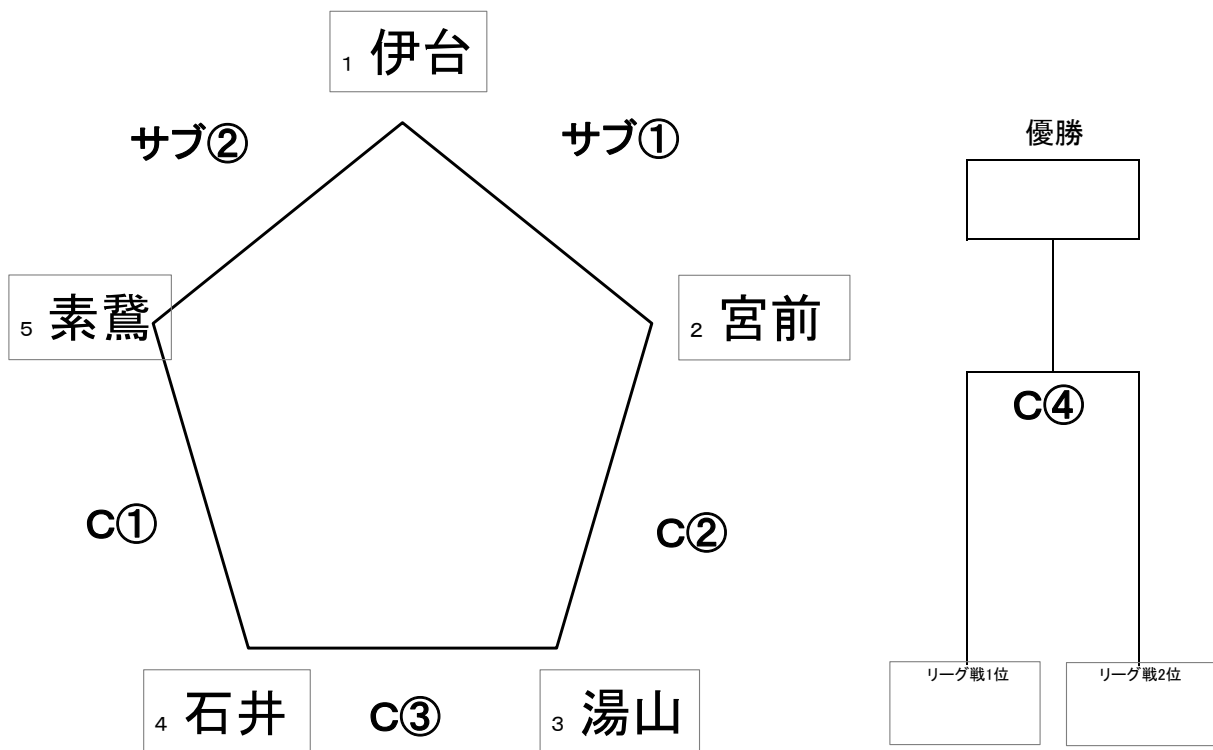 1 伊台
サブ②
サブ①
優勝
5 素鵞
2 宮前
C④
C①
C②
リーグ戦1位
リーグ戦2位
4 石井
C③
3 湯山